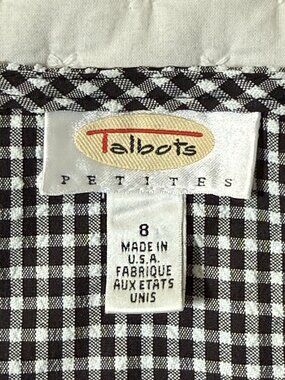 Talbots
PETITES
8
MADE IN
U.S.A.
FABRIQUE
AUX ETATS
UNIS